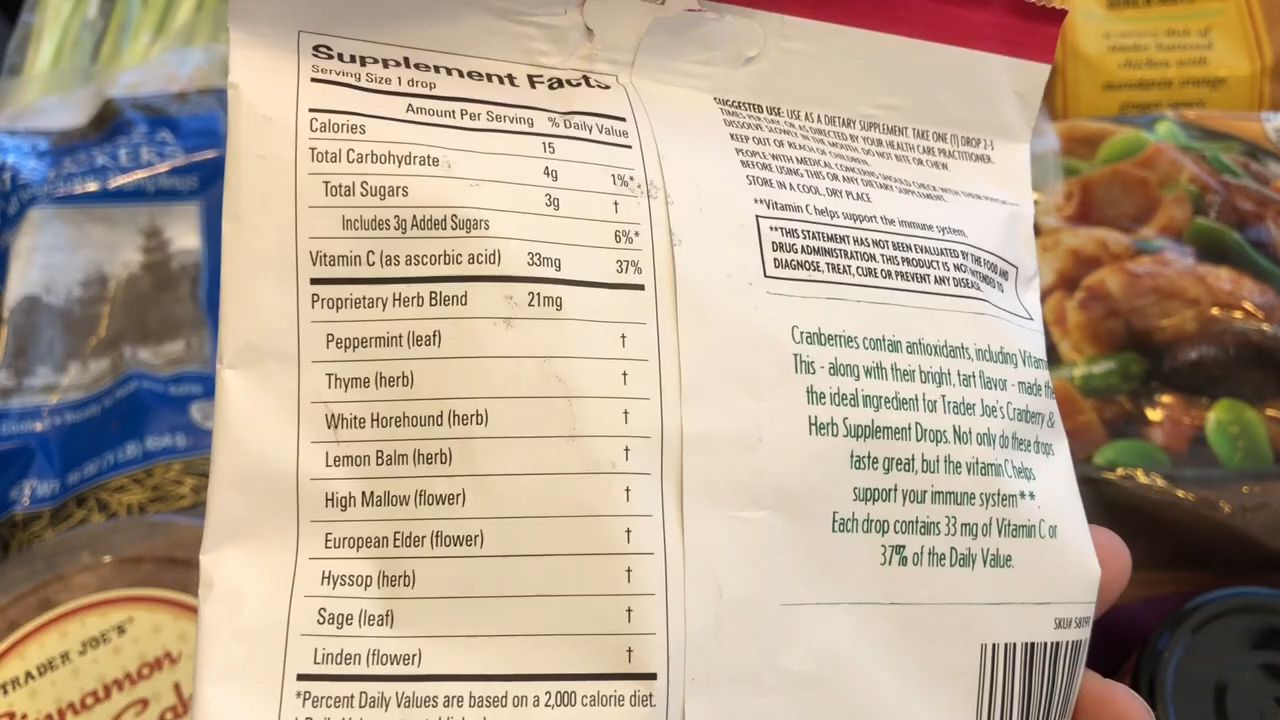 Supplement Facts
Serving Size 1 drop
Amount Per Serving % Daily Value
Calories 15
Total Carbohydrate 4g 1%*
Total Sugars 3g †
Includes 3g Added Sugars 6%*
Vitamin C (as ascorbic acid) 33mg 37%
Proprietary Herb Blend 21mg
Peppermint (leaf) †
Thyme (herb) †
White Horehound (herb) †
Lemon Balm (herb) †
High Mallow (flower) †
European Elder (flower) †
Hyssop (herb) †
Sage (leaf) †
Linden (flower) †
*Percent Daily Values are based on a 2,000 calorie diet.
SUGGESTED USE: USE AS A DIETARY SUPPLEMENT. TAKE ONE (1) DROP 2-3
TIMES PER DAY, OR AS DIRECTED BY YOUR HEALTH CARE PRACTITIONER.
DISSOLVE SLOWLY IN THE MOUTH. DO NOT BITE OR CHEW.
KEEP OUT OF REACH OF CHILDREN.
PEOPLE WITH MEDICAL CONCERNS SHOULD CHECK WITH THEIR
BEFORE USING THIS OR ANY DIETARY SUPPLEMENT.
STORE IN A COOL, DRY PLACE
**Vitamin C helps support the immune system.
**THIS STATEMENT HAS NOT BEEN EVALUATED BY THE FOOD AND
DRUG ADMINISTRATION. THIS PRODUCT IS NOT INTENDED TO
DIAGNOSE, TREAT, CURE OR PREVENT ANY DISEASE.
Cranberries contain antioxidants, including Vitam
This - along with their bright, tart flavor - made the
the ideal ingredient for Trader Joe's Cranberry &
Herb Supplement Drops. Not only do these drops
taste great, but the vitamin C helps
support your immune system**.
Each drop contains 33 mg of Vitamin C or
37% of the Daily Value.
SKU# 58191
TRADER JOE'S
innamon